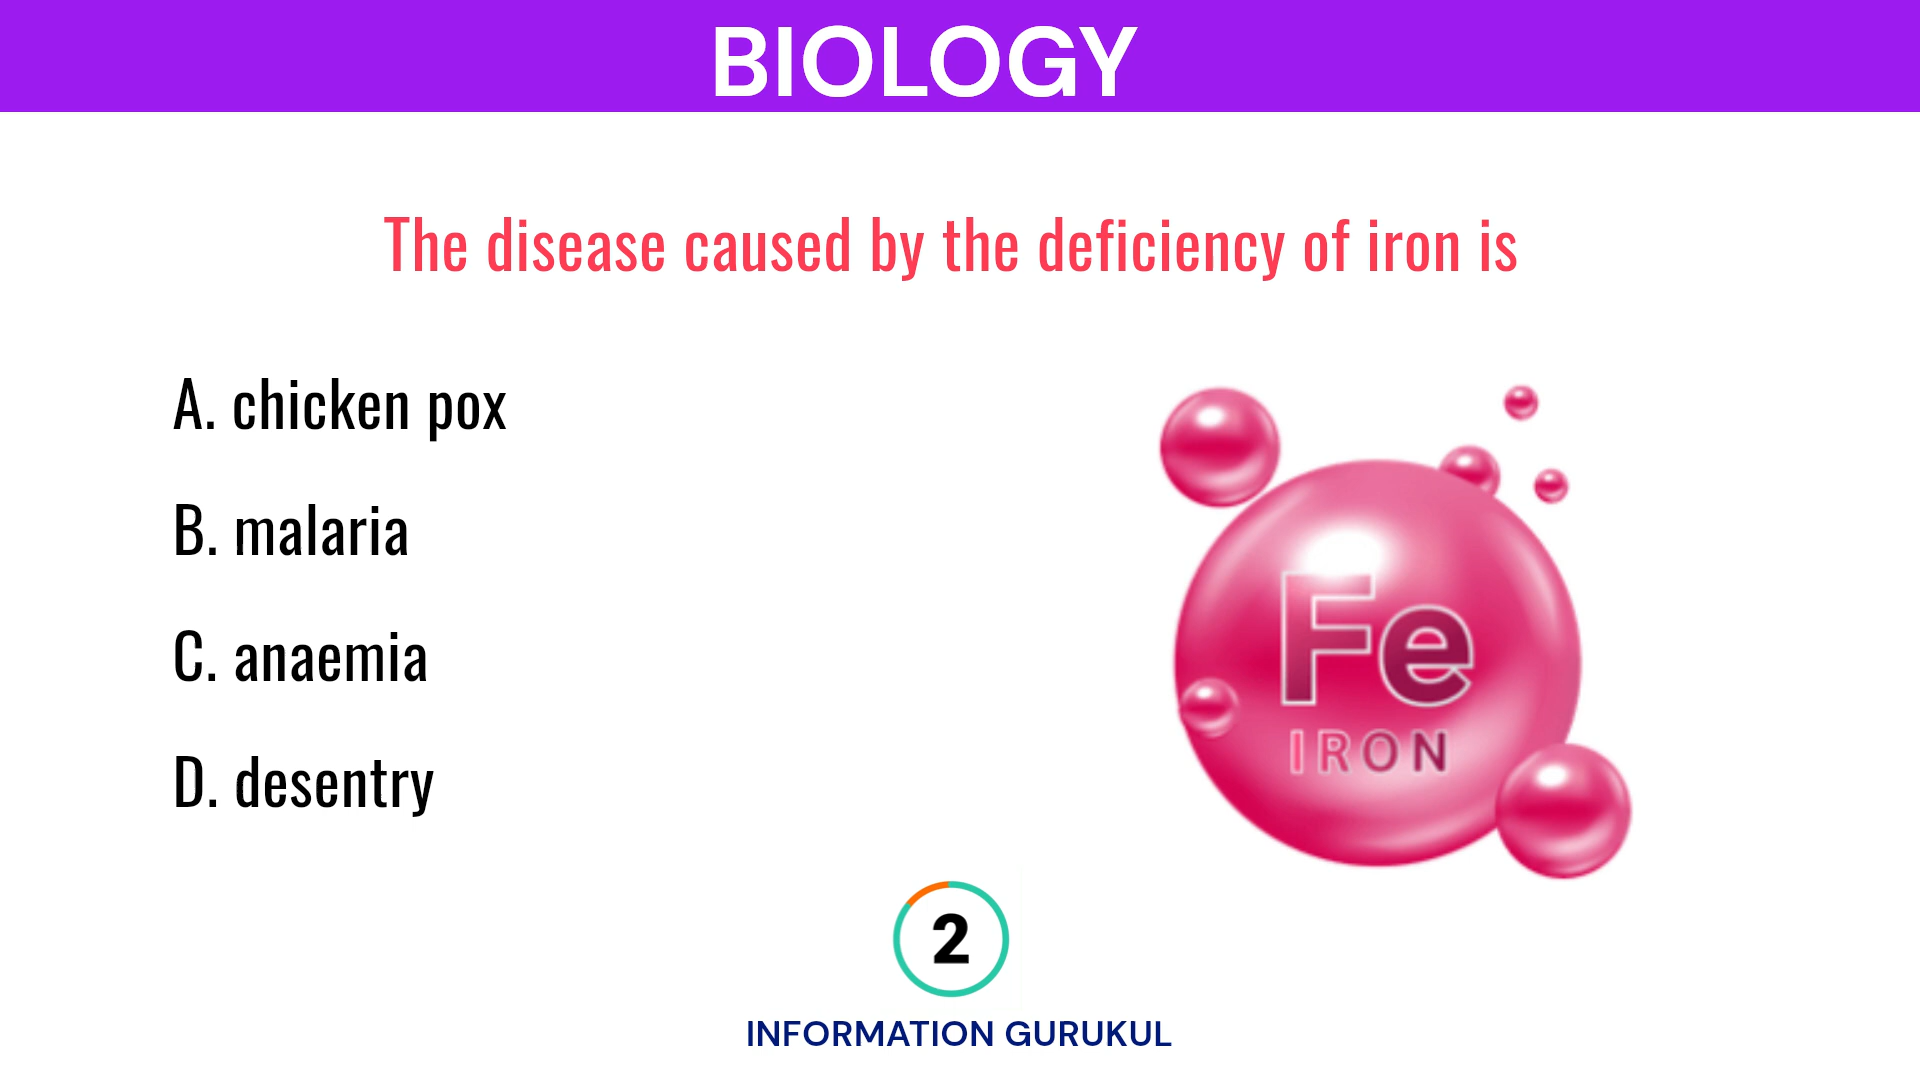 BIOLOGY
The disease caused by the deficiency of iron is
A. chicken pox
B. malaria
C. anaemia
D. desentry
Fe
IRON
2
INFORMATION GURUKUL